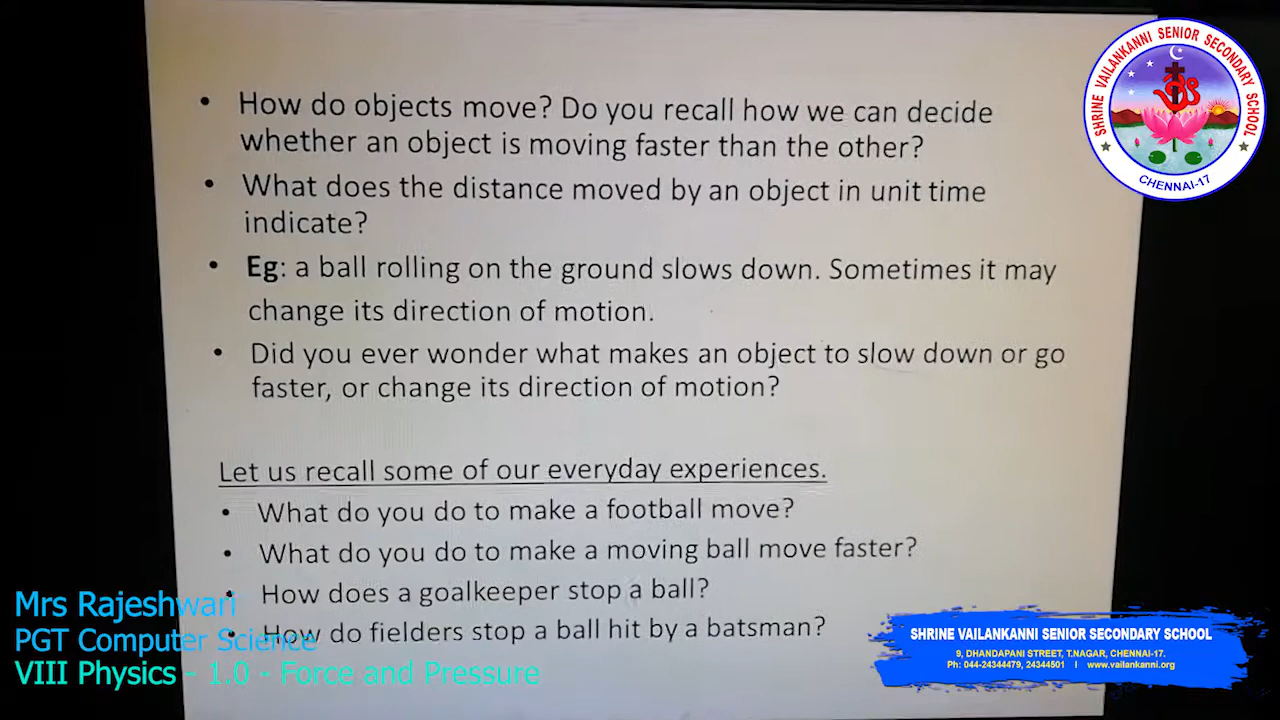 • How do objects move? Do you recall how we can decide
whether an object is moving faster than the other?
• What does the distance moved by an object in unit time
indicate?
• Eg: a ball rolling on the ground slows down. Sometimes it may
change its direction of motion.
• Did you ever wonder what makes an object to slow down or go
faster, or change its direction of motion?
Let us recall some of our everyday experiences.
• What do you do to make a football move?
• What do you do to make a moving ball move faster?
• How does a goalkeeper stop a ball?
• How do fielders stop a ball hit by a batsman?
Mrs Rajeshwari
PGT Computer Science
VIII Physics - 1.0 - Force and Pressure
SHRINE VAILANKANNI SENIOR SECONDARY SCHOOL
CHENNAI-17
SHRINE VAILANKANNI SENIOR SECONDARY SCHOOL
9, DHANDAPANI STREET, T.NAGAR, CHENNAI-17.
Ph: 044-24344479, 24344501 I www.vailankanni.org